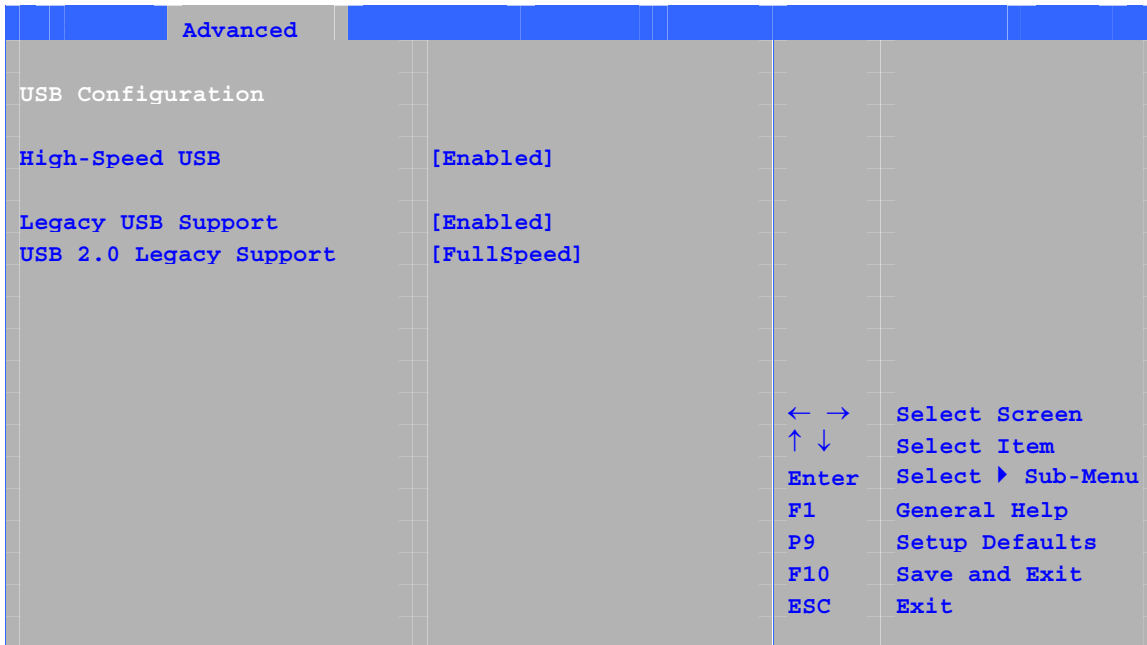 Advanced
USB Configuration
High-Speed USB [Enabled]
Legacy USB Support [Enabled]
USB 2.0 Legacy Support [FullSpeed]
← → Select Screen
↑ ↓ Select Item
Enter Select ▶ Sub-Menu
F1 General Help
P9 Setup Defaults
F10 Save and Exit
ESC Exit